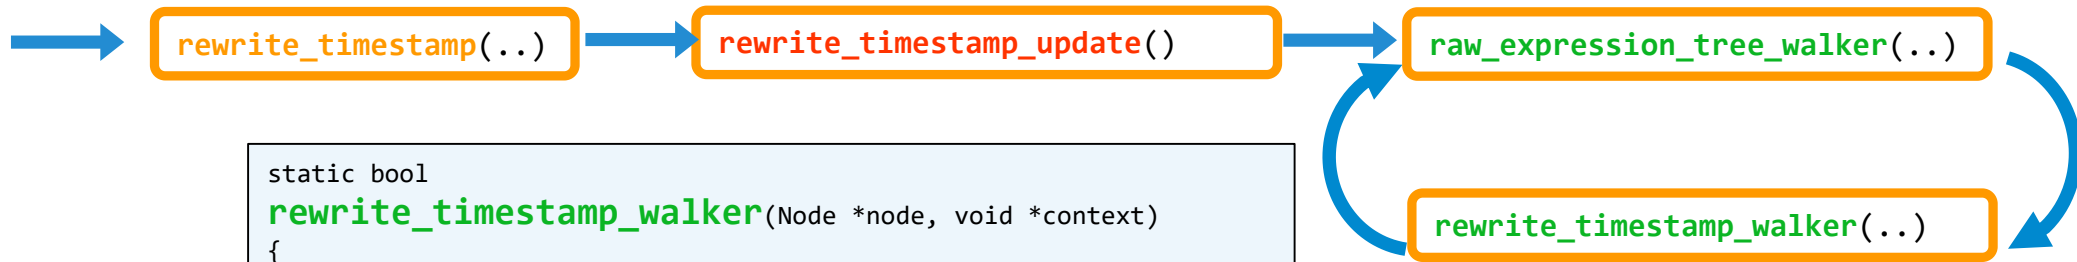 rewrite_timestamp(..)
rewrite_timestamp_update()
raw_expression_tree_walker(..)
static bool
rewrite_timestamp_walker(Node *node, void *context)
{
rewrite_timestamp_walker(..)